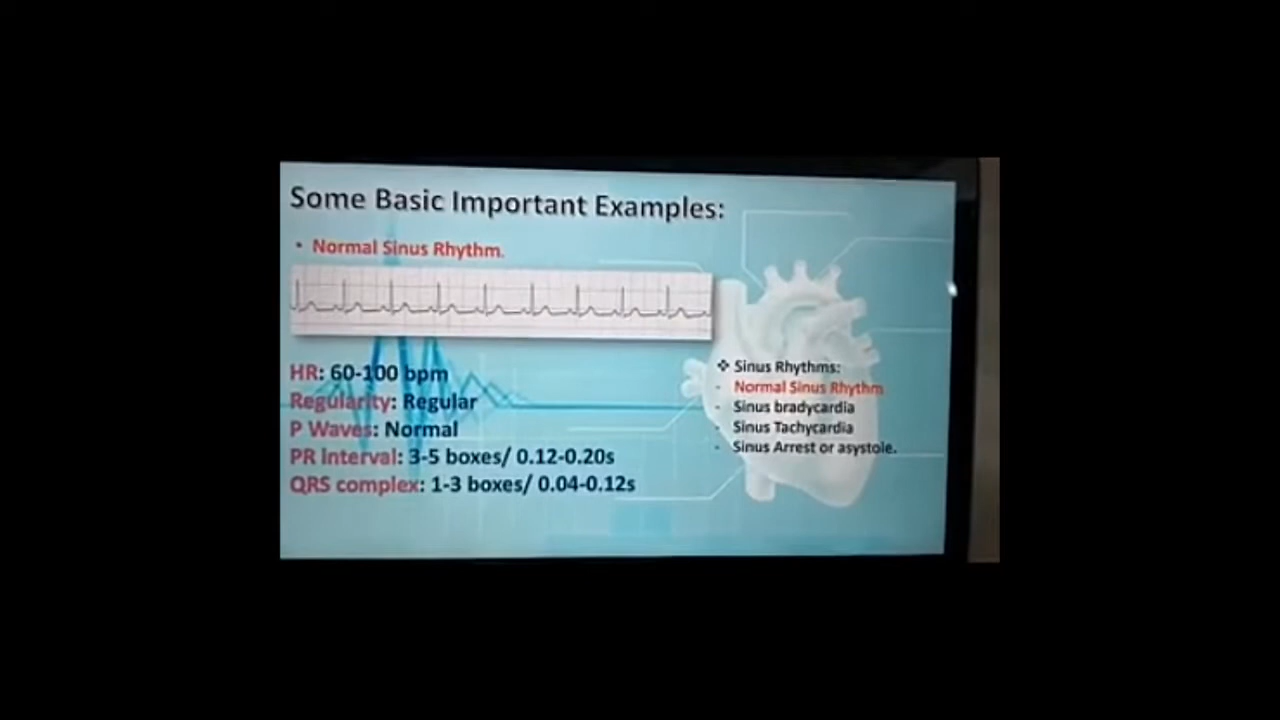 Some Basic Important Examples:
• Normal Sinus Rhythm.
HR: 60-100 bpm
Regularity: Regular
P Waves: Normal
PR Interval: 3-5 boxes/ 0.12-0.20s
QRS complex: 1-3 boxes/ 0.04-0.12s
❖ Sinus Rhythms:
- Normal Sinus Rhythm
- Sinus bradycardia
- Sinus Tachycardia
- Sinus Arrest or asystole.